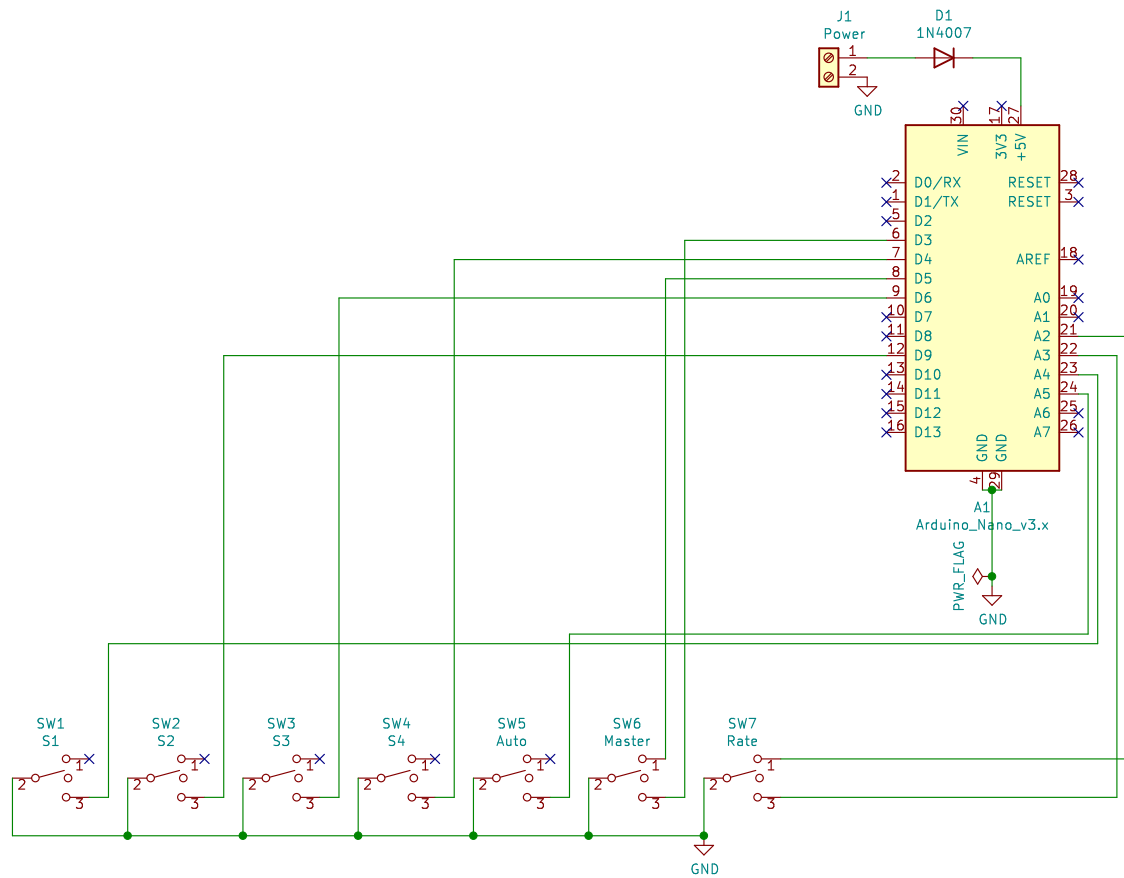 J1
Power
1
2
GND
D1
1N4007
30
17
27
VIN
3V3
+5V
2 D0/RX RESET 28
1 D1/TX RESET 3
5 D2
6 D3
7 D4 AREF 18
8 D5
9 D6 A0 19
10 D7 A1 20
11 D8 A2 21
12 D9 A3 22
13 D10 A4 23
14 D11 A5 24
15 D12 A6 25
16 D13 A7 26
GND GND
4 29
A1
Arduino_Nano_v3.x
PWR_FLAG
GND
SW1 SW2 SW3 SW4 SW5 SW6 SW7
S1 S2 S3 S4 Auto Master Rate
1 1 1 1 1 1 1
2 2 2 2 2 2 2
3 3 3 3 3 3 3
GND